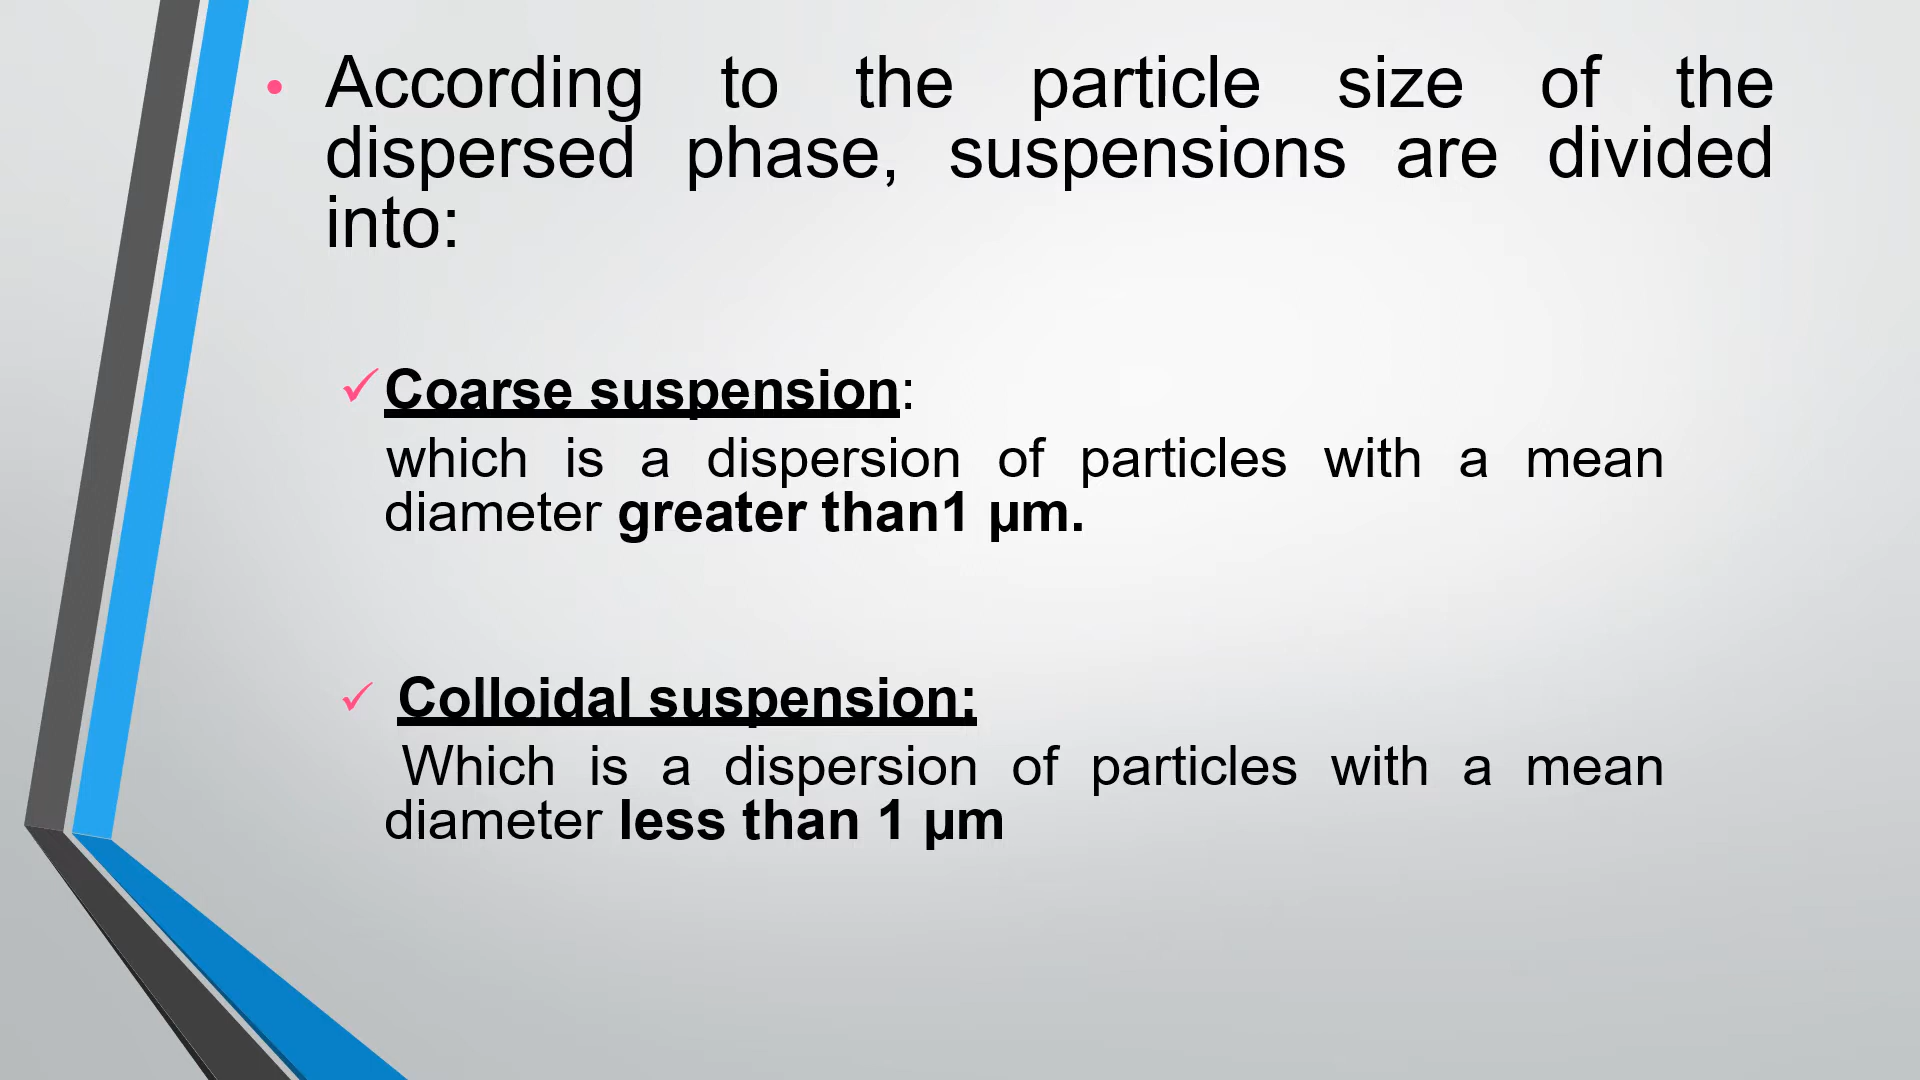 • According to the particle size of the
dispersed phase, suspensions are divided
into:
✓Coarse suspension:
which is a dispersion of particles with a mean
diameter greater than1 µm.
✓ Colloidal suspension:
Which is a dispersion of particles with a mean
diameter less than 1 µm